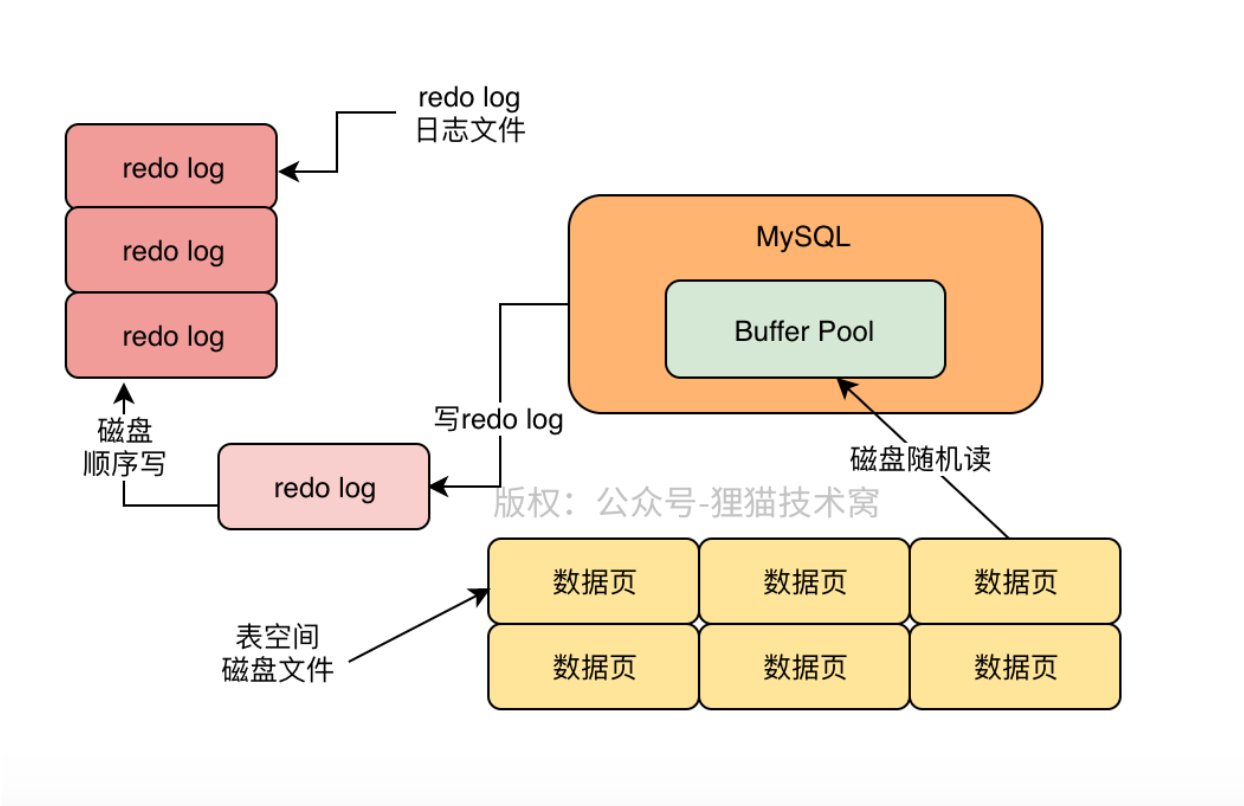 redo log
日志文件
redo log
redo log
redo log
MySQL
Buffer Pool
磁盘
顺序写
写redo log
redo log
磁盘随机读
版权：公众号-狸猫技术窝
数据页
数据页
数据页
表空间
磁盘文件
数据页
数据页
数据页